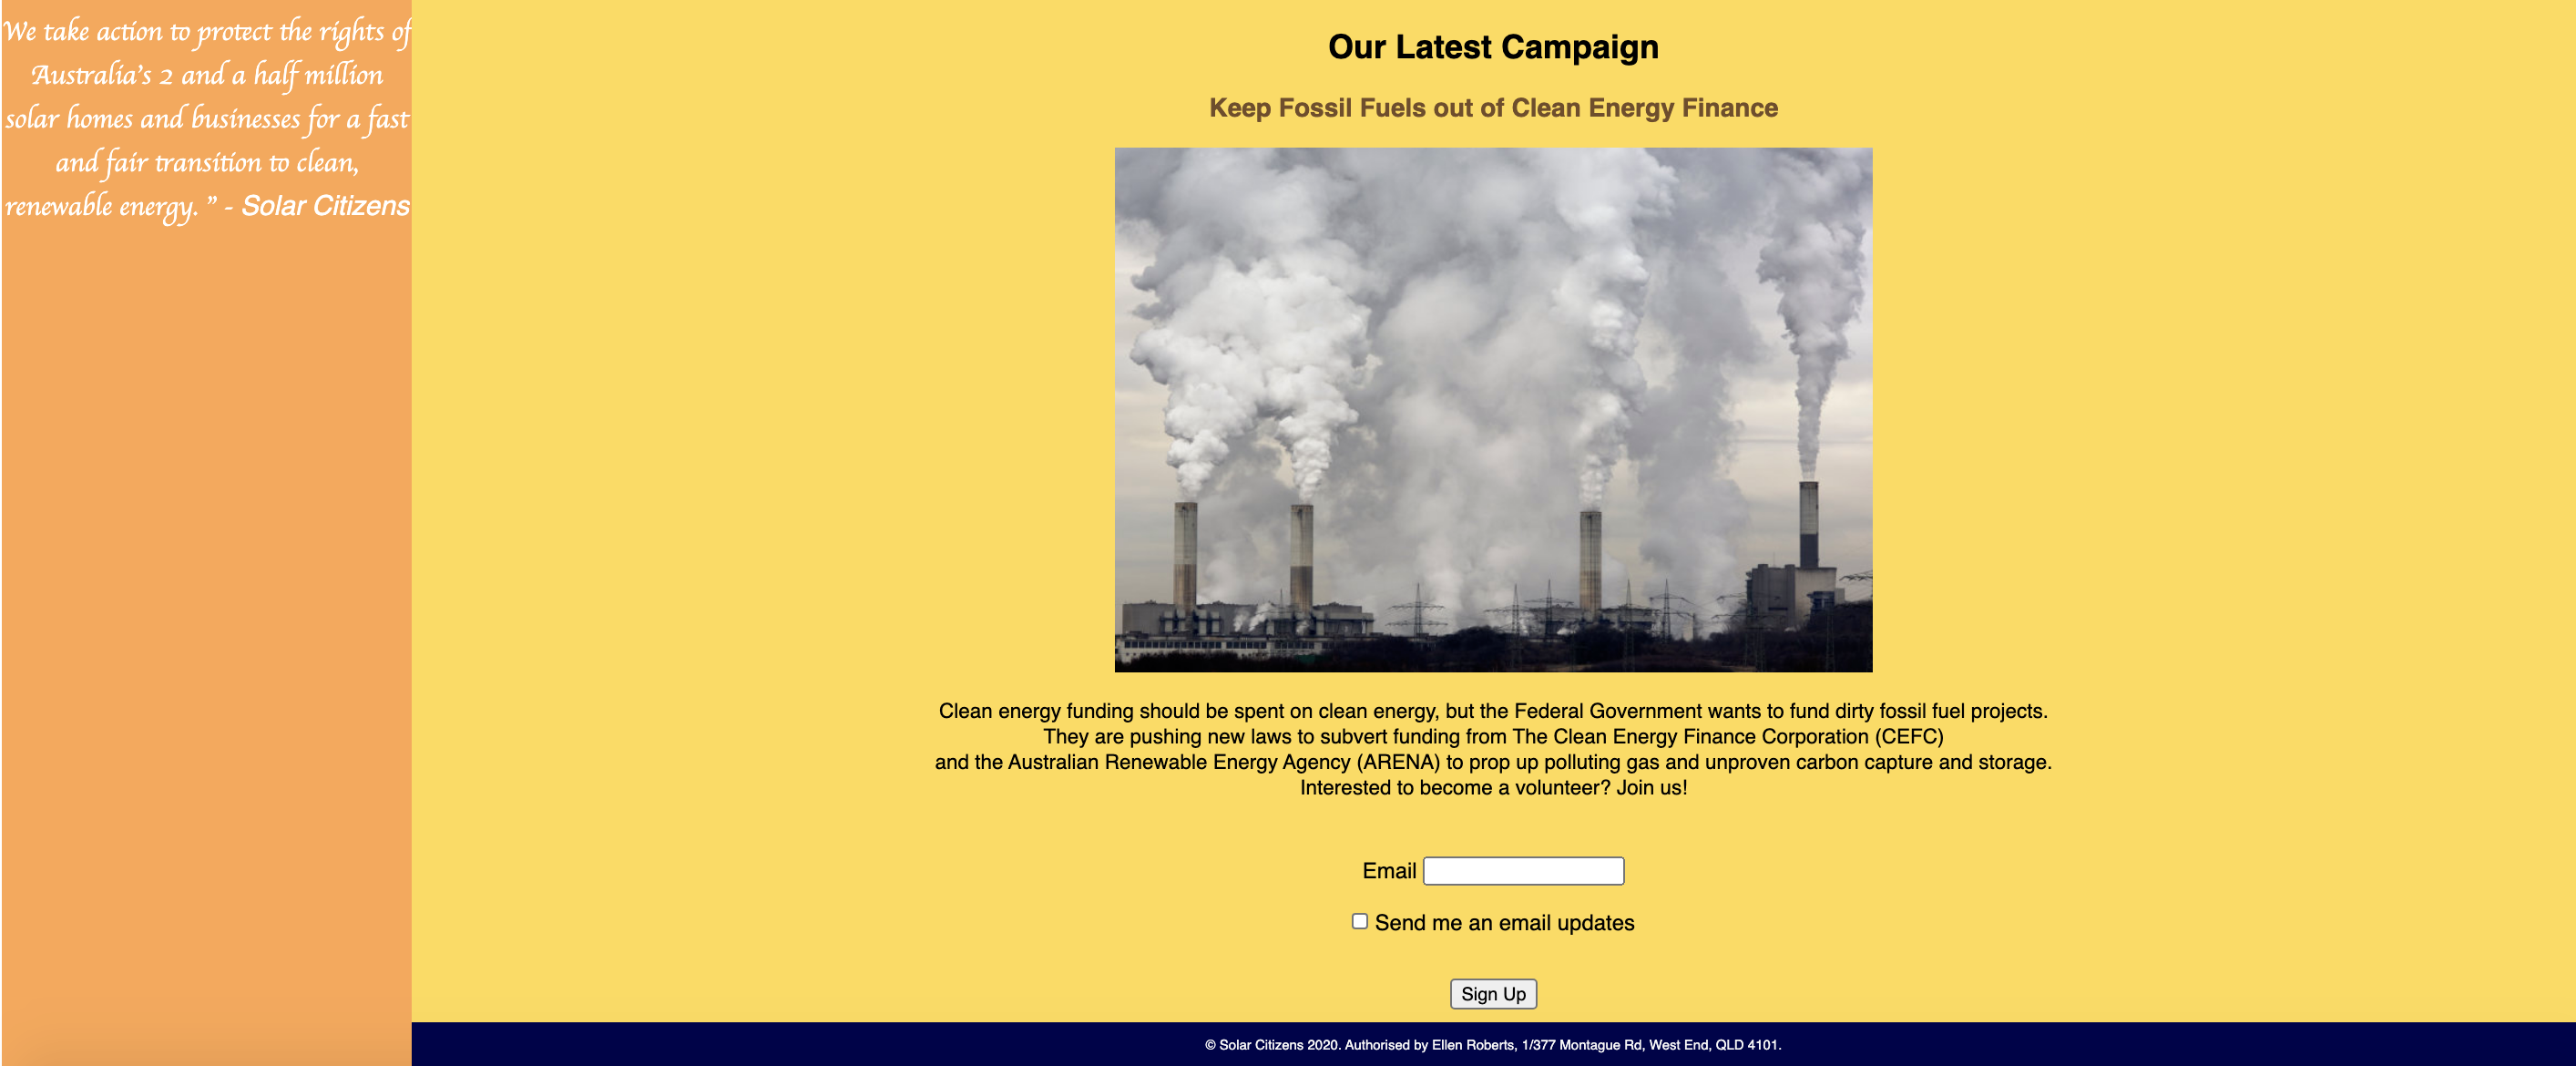 We take action to protect the rights of
Australia's 2 and a half million
solar homes and businesses for a fast
and fair transition to clean,
renewable energy. ” - Solar Citizens
Our Latest Campaign
Keep Fossil Fuels out of Clean Energy Finance
Clean energy funding should be spent on clean energy, but the Federal Government wants to fund dirty fossil fuel projects.
They are pushing new laws to subvert funding from The Clean Energy Finance Corporation (CEFC)
and the Australian Renewable Energy Agency (ARENA) to prop up polluting gas and unproven carbon capture and storage.
Interested to become a volunteer? Join us!
Email
Send me an email updates
Sign Up
© Solar Citizens 2020. Authorised by Ellen Roberts, 1/377 Montague Rd, West End, QLD 4101.